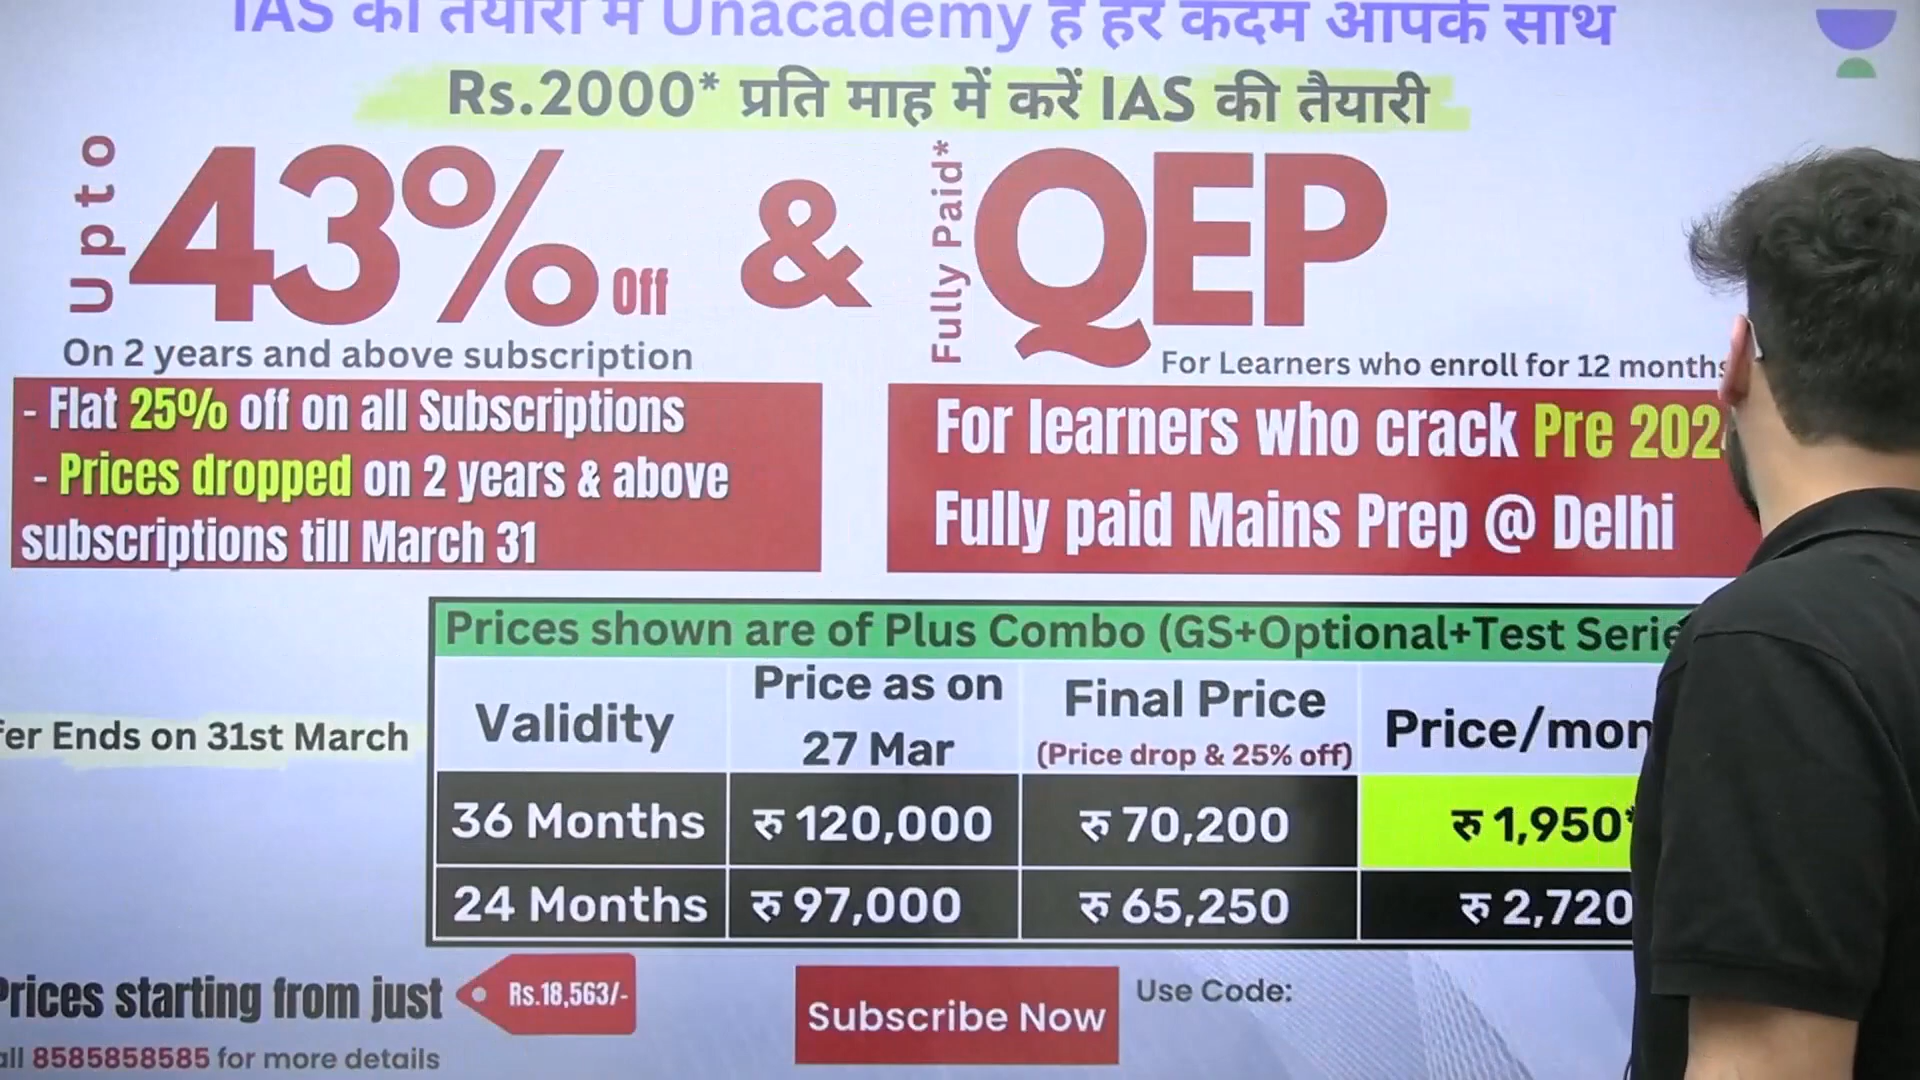 IAS की तैयारी में Unacademy है हर कदम आपके साथ
Rs.2000* प्रति माह में करें IAS की तैयारी
Upto 43% Off
On 2 years and above subscription
- Flat 25% off on all Subscriptions
- Prices dropped on 2 years & above
subscriptions till March 31
&
Fully Paid* QEP
For Learners who enroll for 12 months
For learners who crack Pre
Fully paid Mains Prep @ Delhi
Ends on 31st March
Prices shown are of Plus Combo (GS+Optional+Test
Validity
Price as on
27 Mar
Final Price
(Price drop & 25% off)
36 Months
रु 120,000
रु 70,200
रु 1,950*
24 Months
रु 97,000
रु 65,250
रु 2,720
Prices starting from just
Rs.18,563/-
8585858585 for more details
Subscribe Now
Use Code: